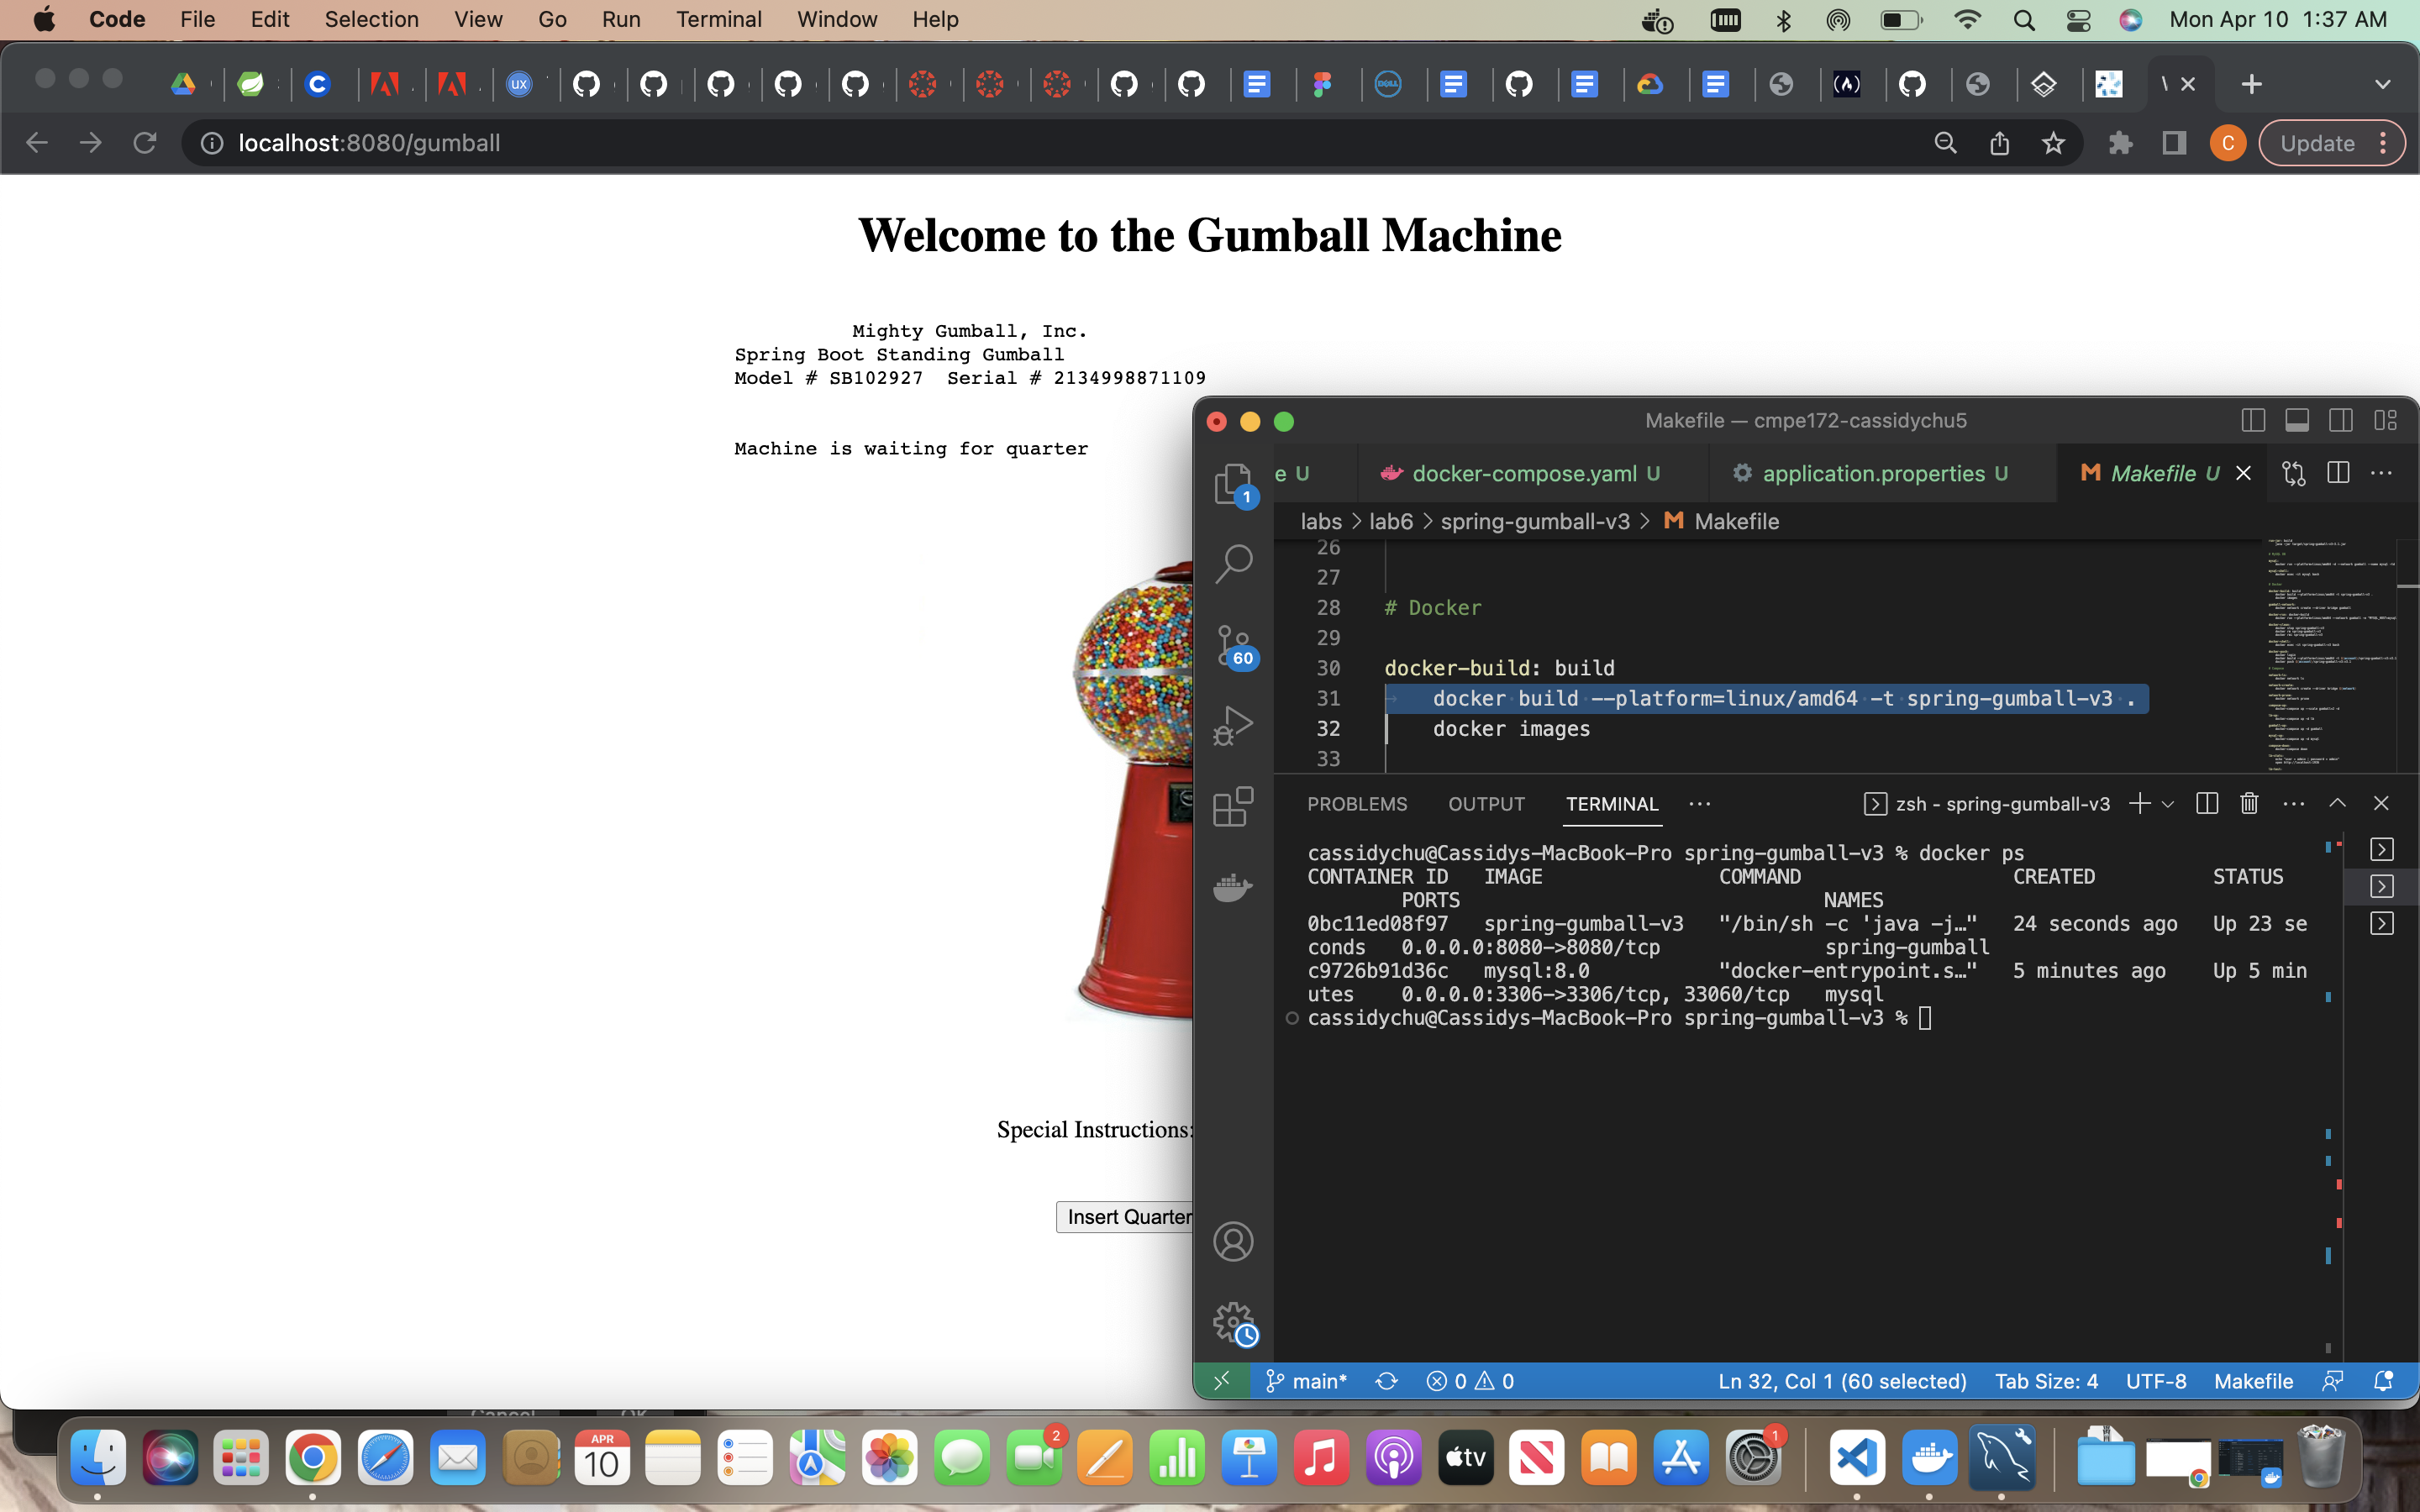 Code File Edit Selection View Go Run Terminal Window Help Mon Apr 10 1:37 AM
localhost:8080/gumball
C
Update
Welcome to the Gumball Machine
Mighty Gumball, Inc.
Spring Boot Standing Gumball
Model # SB102927 Serial # 2134998871109
Machine is waiting for quarter
Special Instructions:
Insert Quarter
Makefile — cmpe172-cassidychu5
e U docker-compose.yaml U application.properties U M Makefile U
labs > lab6 > spring-gumball-v3 > M Makefile
1
60
26
27
28 # Docker
29
30 docker-build: build
31 docker build --platform=linux/amd64 -t spring-gumball-v3 .
32 docker images
33
PROBLEMS OUTPUT TERMINAL ··· zsh - spring-gumball-v3
cassidychu@Cassidys-MacBook-Pro spring-gumball-v3 % docker ps
CONTAINER ID IMAGE COMMAND CREATED STATUS
PORTS NAMES
0bc11ed08f97 spring-gumball-v3 "/bin/sh -c 'java -j…" 24 seconds ago Up 23 se
conds 0.0.0.0:8080->8080/tcp spring-gumball
c9726b91d36c mysql:8.0 "docker-entrypoint.s…" 5 minutes ago Up 5 min
utes 0.0.0.0:3306->3306/tcp, 33060/tcp mysql
cassidychu@Cassidys-MacBook-Pro spring-gumball-v3 %
main* 0 0 Ln 32, Col 1 (60 selected) Tab Size: 4 UTF-8 Makefile
APR
10
2
tv
1